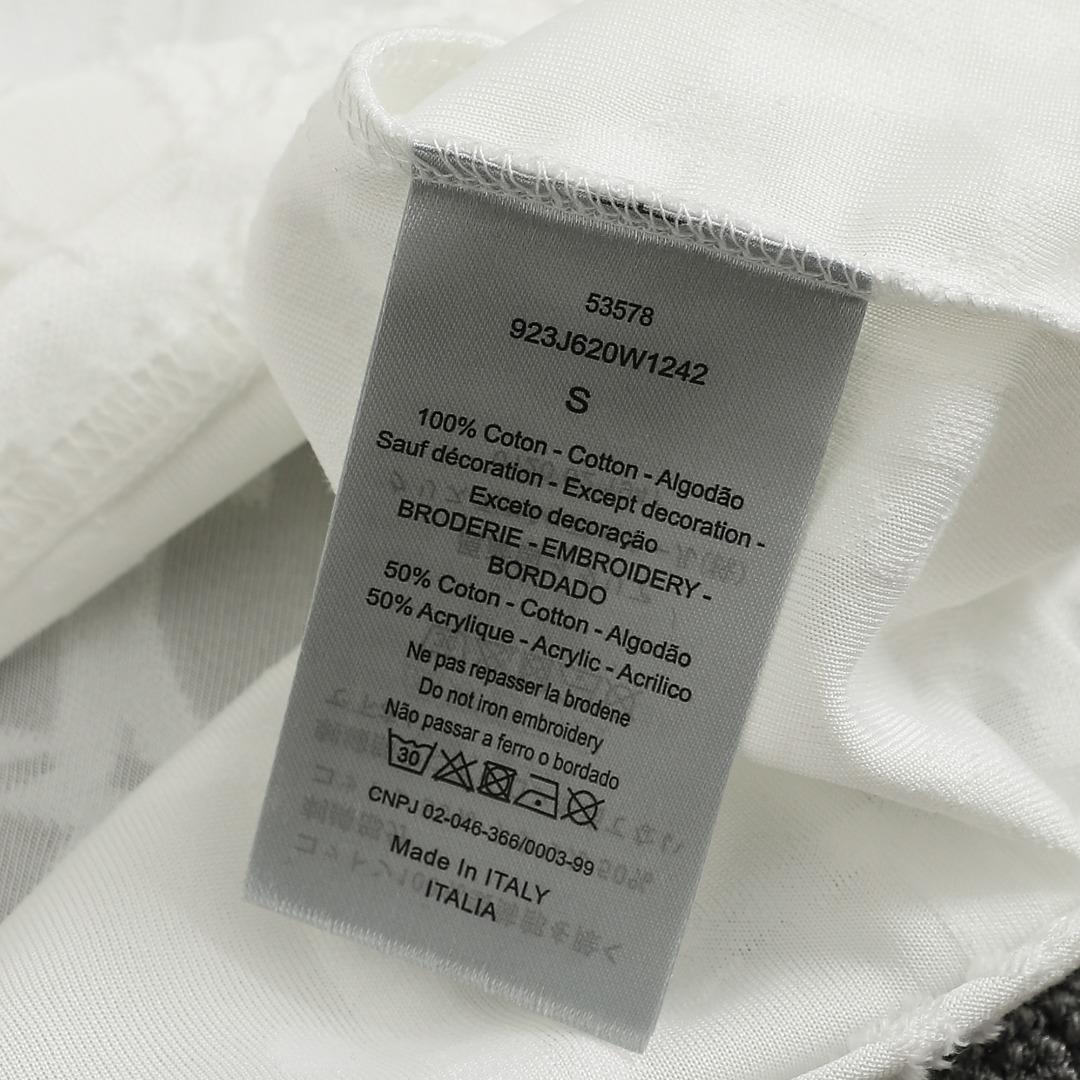 53578
923J620W1242
S
100% Coton - Cotton - Algodão
Sauf décoration - Except decoration -
Exceto decoração
BRODERIE - EMBROIDERY -
BORDADO
50% Coton - Cotton - Algodão
50% Acrylique - Acrylic - Acrilico
Ne pas repasser la brodene
Do not iron embroidery
Não passar a ferro o bordado
30
CNPJ 02-046-366/0003-99
Made In ITALY
ITALIA